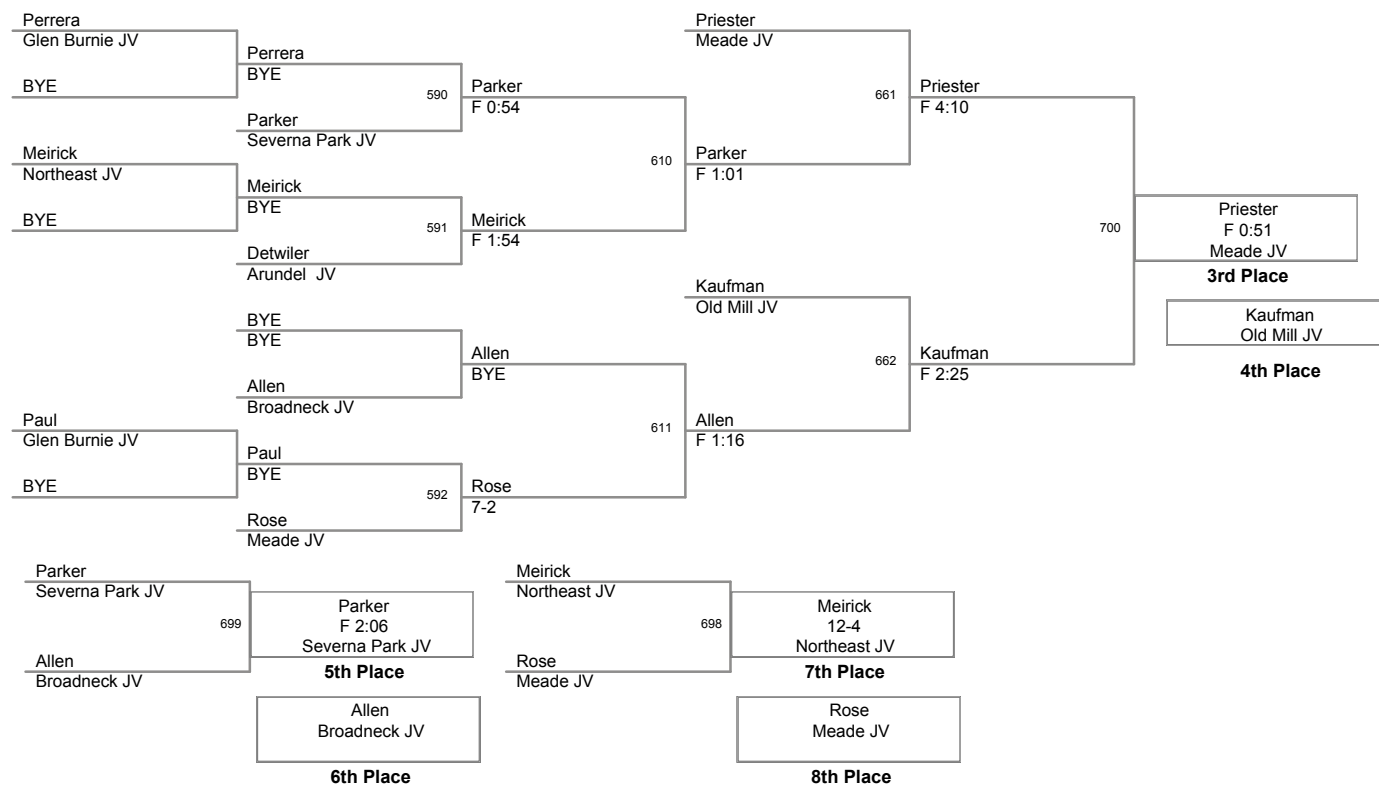 Perrera
Glen Burnie JV
BYE
Meirick
Northeast JV
BYE
Paul
Glen Burnie JV
BYE
Perrera
BYE
590
Parker
Severna Park JV
Meirick
BYE
591
Detwiler
Arundel  JV
BYE
BYE
Allen
Broadneck JV
Paul
BYE
592
Rose
Meade JV
Parker
F 0:54
610
Meirick
F 1:54
Allen
BYE
611
Rose
7-2
Priester
Meade JV
661
Parker
F 1:01
Kaufman
Old Mill JV
662
Allen
F 1:16
Priester
F 4:10
700
Kaufman
F 2:25
Priester
F 0:51
Meade JV
3rd Place
Kaufman
Old Mill JV
4th Place
Parker
Severna Park JV
699
Allen
Broadneck JV
Parker
F 2:06
Severna Park JV
5th Place
Allen
Broadneck JV
6th Place
Meirick
Northeast JV
698
Rose
Meade JV
Meirick
12-4
Northeast JV
7th Place
Rose
Meade JV
8th Place